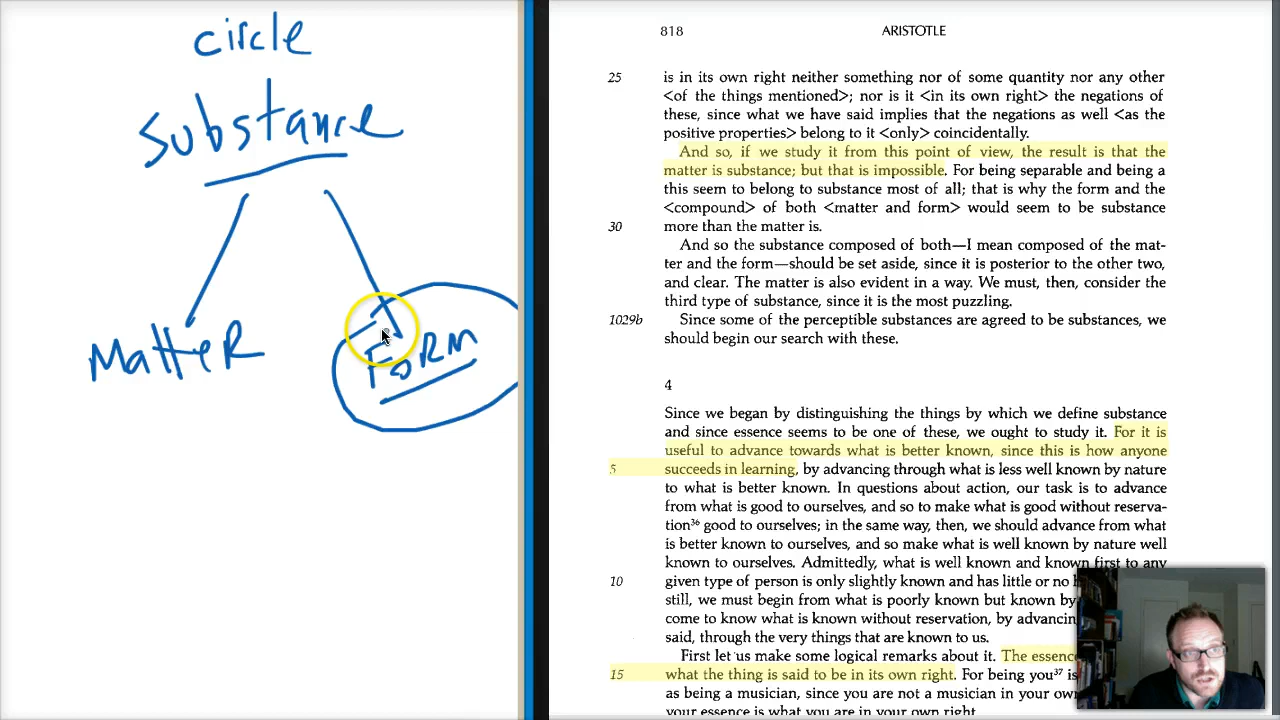 circle
substance
Matter
FORM
818
ARISTOTLE
25 is in its own right neither something nor of some quantity nor any other
<of the things mentioned>; nor is it <in its own right> the negations of
these, since what we have said implies that the negations as well <as the
positive properties> belong to it <only> coincidentally.
And so, if we study it from this point of view, the result is that the
matter is substance; but that is impossible. For being separable and being a
this seem to belong to substance most of all; that is why the form and the
<compound> of both <matter and form> would seem to be substance
30 more than the matter is.
And so the substance composed of both—I mean composed of the mat-
ter and the form—should be set aside, since it is posterior to the other two,
and clear. The matter is also evident in a way. We must, then, consider the
third type of substance, since it is the most puzzling.
1029b Since some of the perceptible substances are agreed to be substances, we
should begin our search with these.
4
Since we began by distinguishing the things by which we define substance
and since essence seems to be one of these, we ought to study it. For it is
useful to advance towards what is better known, since this is how anyone
5 succeeds in learning, by advancing through what is less well known by nature
to what is better known. In questions about action, our task is to advance
from what is good to ourselves, and so to make what is good without reserva-
tion³⁶ good to ourselves; in the same way, then, we should advance from what
is better known to ourselves, and so make what is well known by nature well
known to ourselves. Admittedly, what is well known and known first to any
10 given type of person is only slightly known and has little or no
still, we must begin from what is poorly known but known by
come to know what is known without reservation, by advancing
said, through the very things that are known to us.
First let us make some logical remarks about it. The essence
15 what the thing is said to be in its own right. For being you³⁷ is
as being a musician, since you are not a musician in your own
your essence is what you are in your own right